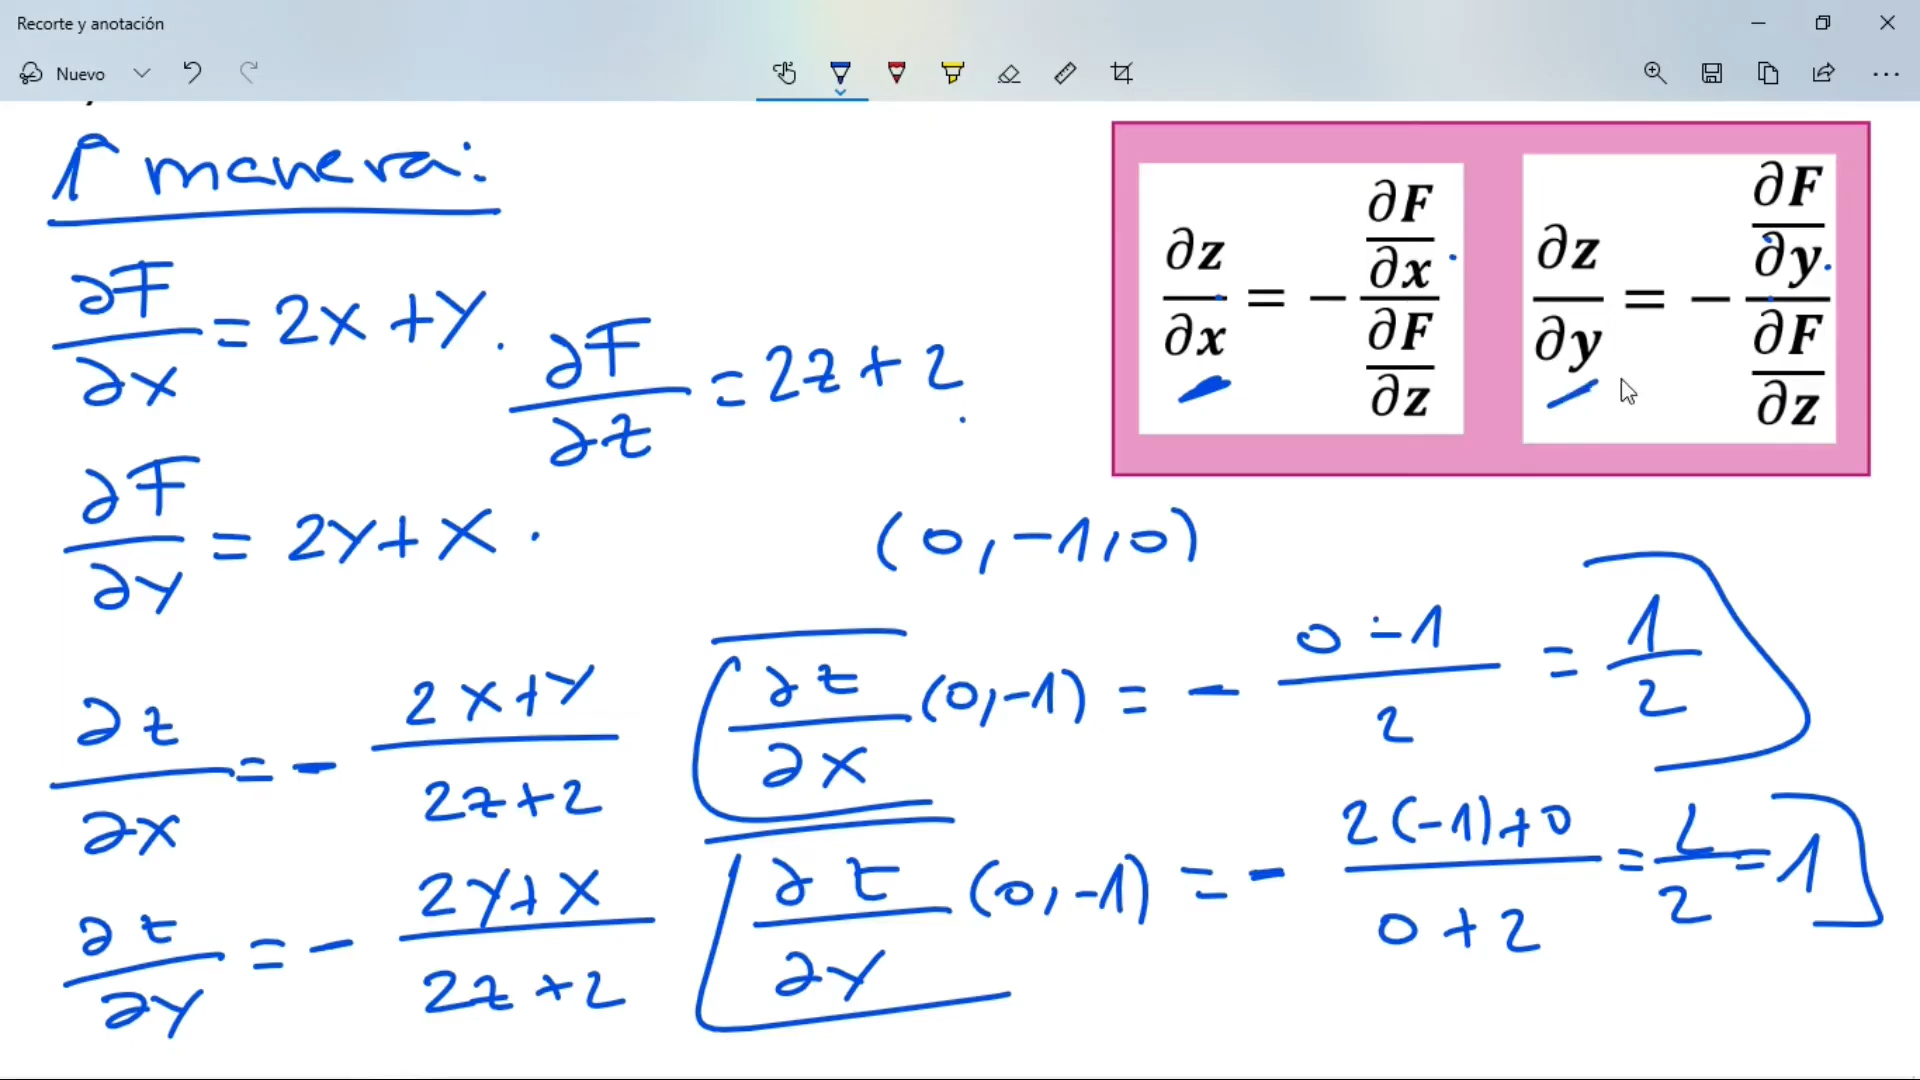 Recorte y anotación
Nuevo
1ª manera:
∂F/∂x = 2x + y.
∂F/∂z = 2z + 2.
∂F/∂y = 2y + x.
∂z/∂x = − (∂F/∂x)/(∂F/∂z)
∂z/∂y = − (∂F/∂y)/(∂F/∂z)
(0, -1, 0)
∂z/∂x = − (2x + y)/(2z + 2)
∂z/∂x (0, -1) = − (0 - 1)/2 = 1/2
∂z/∂y = − (2y + x)/(2z + 2)
∂z/∂y (0, -1) = − (2(-1) + 0)/(0 + 2) = 2/2 = 1